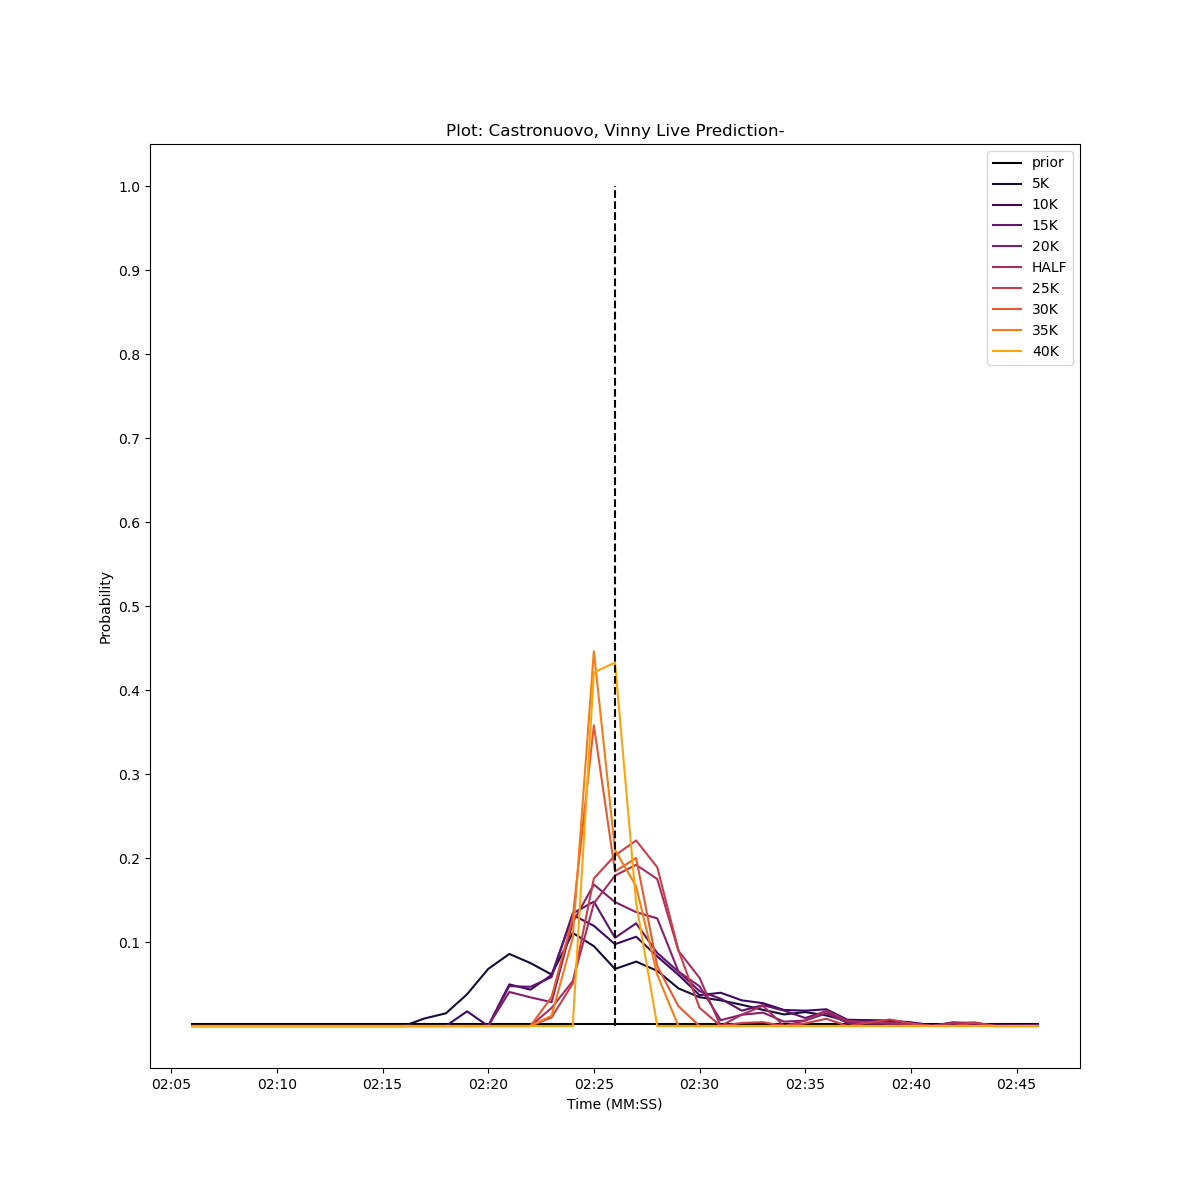 Plot: Castronuovo, Vinny Live Prediction-
prior
5K
10K
15K
20K
HALF
25K
30K
35K
40K
1.0
0.9
0.8
0.7
0.6
0.5
0.4
0.3
0.2
0.1
Probability
02:05 02:10 02:15 02:20 02:25 02:30 02:35 02:40 02:45
Time (MM:SS)